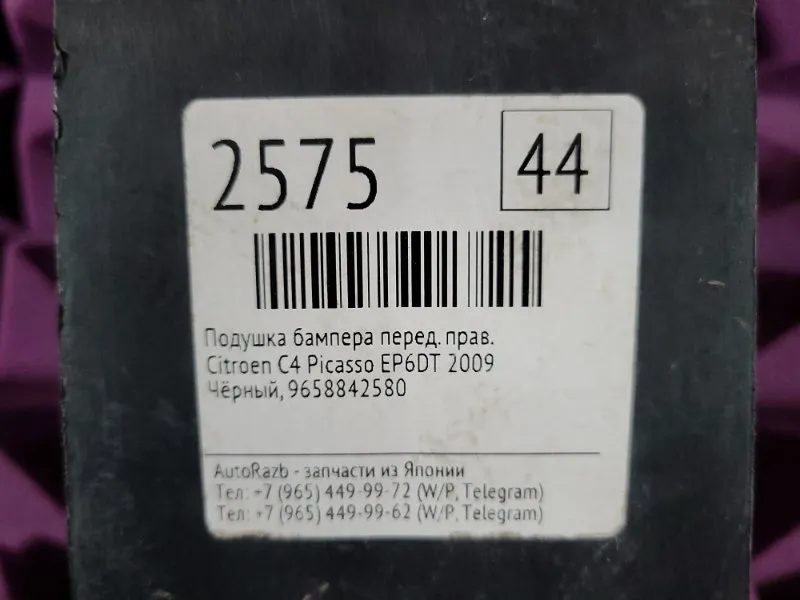 2575
44
Подушка бампера перед. прав.
Citroen C4 Picasso EP6DT 2009
Чёрный, 9658842580
AutoRazb - запчасти из Японии
Тел: +7 (965) 449-99-72 (W/P, Telegram)
Тел: +7 (965) 449-99-62 (W/P, Telegram)